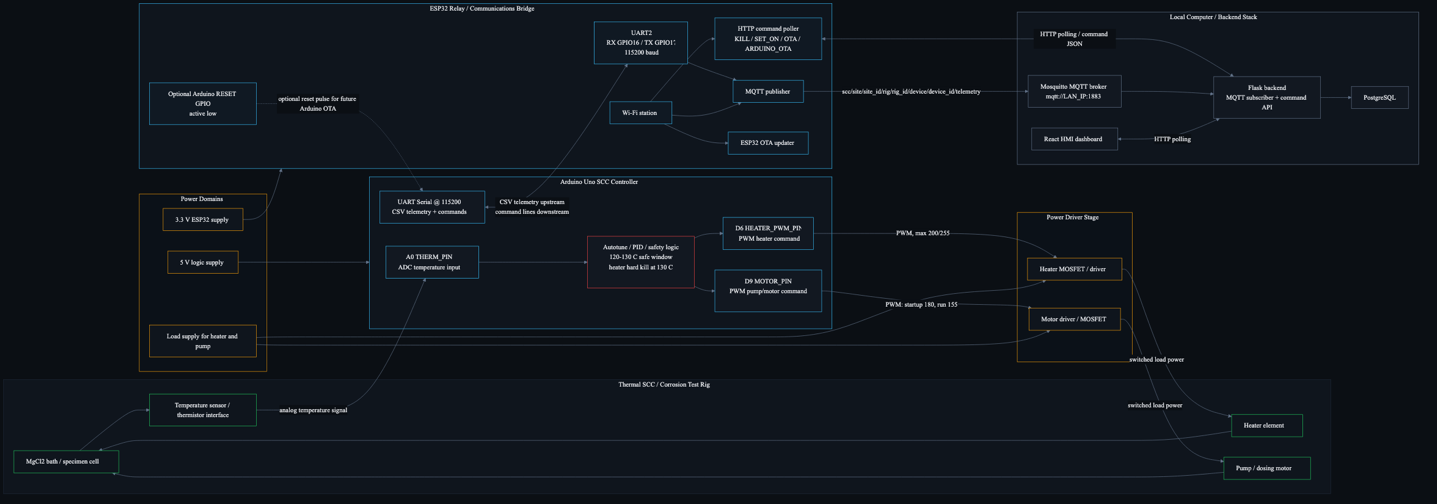 ESP32 Relay / Communications Bridge
UART2
RX GPIO16 / TX GPIO17
115200 baud
HTTP command poller
KILL / SET_ON / OTA /
ARDUINO_OTA
Optional Arduino RESET
GPIO
active low
optional reset pulse for future
Arduino OTA
MQTT publisher
Wi-Fi station
ESP32 OTA updater
scc/site/site_id/rig/rig_id/device/device_id/telemetry
Local Computer / Backend Stack
HTTP polling / command
JSON
Mosquitto MQTT broker
mqtt://LAN_IP:1883
Flask backend
MQTT subscriber + command
API
PostgreSQL
React HMI dashboard
HTTP polling
Power Domains
3.3 V ESP32 supply
5 V logic supply
Load supply for heater and
pump
Arduino Uno SCC Controller
UART Serial @ 115200
CSV telemetry + commands
CSV telemetry upstream
command lines downstream
A0 THERM_PIN
ADC temperature input
Autotune / PID / safety logic
120-130 C safe window
heater hard kill at 130 C
D6 HEATER_PWM_PIN
PWM heater command
D9 MOTOR_PIN
PWM pump/motor command
PWM, max 200/255
PWM: startup 180, run 155
Power Driver Stage
Heater MOSFET / driver
Motor driver / MOSFET
switched load power
switched load power
Thermal SCC / Corrosion Test Rig
Temperature sensor /
thermistor interface
analog temperature signal
MgCl2 bath / specimen cell
Heater element
Pump / dosing motor